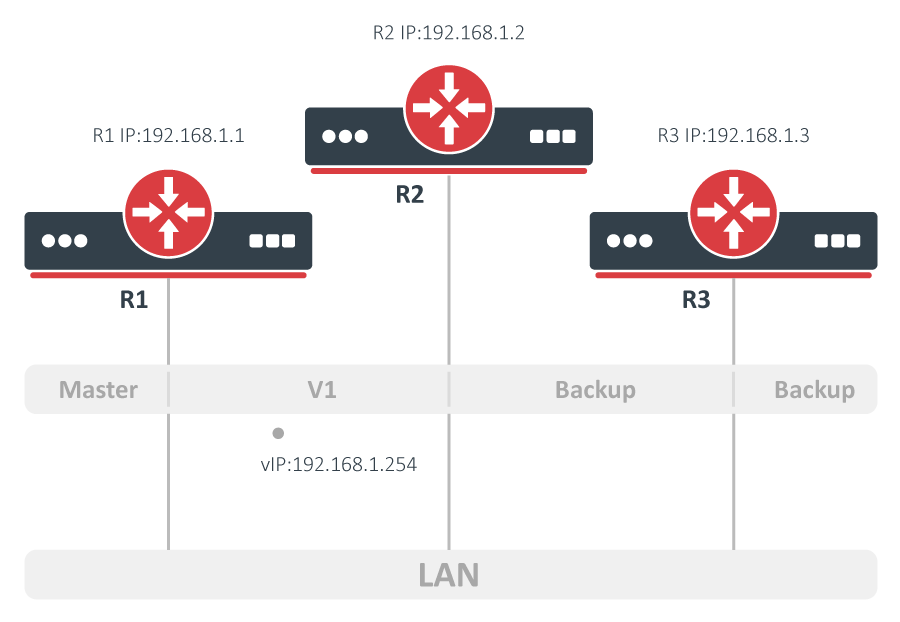 R2 IP:192.168.1.2
R1 IP:192.168.1.1
R3 IP:192.168.1.3
R2
R1
R3
Master
V1
Backup
Backup
vIP:192.168.1.254
LAN